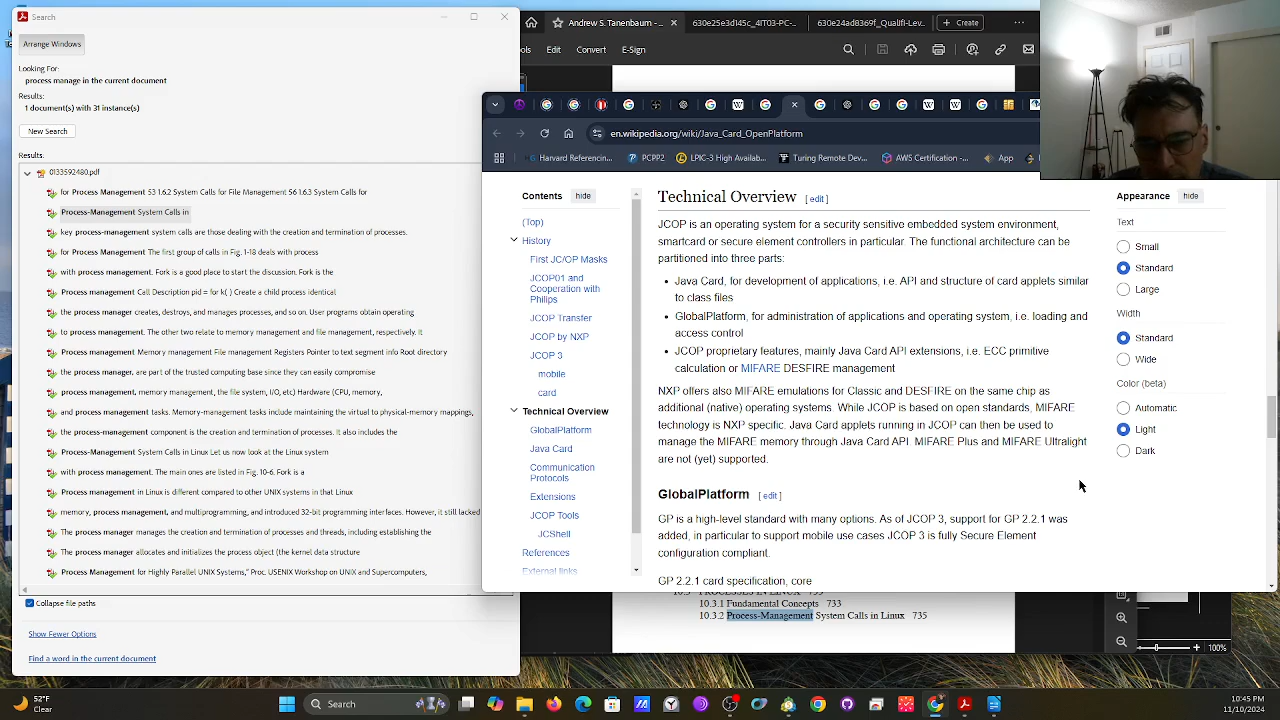 Search
Arrange Windows
Looking For:
process manage in the current document
Results:
1 document(s) with 31 instance(s)
New Search
Results:
0133592480.pdf
for Process Management 53 1.6.2 System Calls for File Management 56 1.6.3 System Calls for
Process-Management System Calls in
key process-management system calls are those dealing with the creation and termination of processes.
for Process Management The first group of calls in Fig. 1-18 deals with process
with process management. Fork is a good place to start the discussion. Fork is the
Process management Call Description pid = for k( ) Create a child process identical
the process manager creates, destroys, and manages processes, and so on. User programs obtain operating
to process management. The other two relate to memory management and file management, respectively. It
Process management Memory management File management Registers Pointer to text segment info Root directory
the process manager, are part of the trusted computing base since they can easily compromise
process management, memory management, the file system, I/O, etc) Hardware (CPU, memory,
and process management tasks. Memory-management tasks include maintaining the virtual to physical-memory mappings,
the process-management component is the creation and termination of processes. It also includes the
Process-Management System Calls in Linux Let us now look at the Linux system
with process management. The main ones are listed in Fig. 10-6. Fork is a
Process management in Linux is different compared to other UNIX systems in that Linux
memory, process management, and multiprogramming, and introduced 32-bit programming interfaces. However, it still lacked
The process manager manages the creation and termination of processes and threads, including establishing the
The process manager allocates and initializes the process object (the kernel data structure
Process Management for Highly Parallel UNIX Systems," Proc. USENIX Workshop on UNIX and Supercomputers,
Collapse file paths
Show Fewer Options
Find a word in the current document
Andrew S.Tanenbaum -
630e25e3d145c_4IT03-PC-
630e24ad8369f_Qualifi-Lev...
Create
Edit
Convert
E-Sign
en.wikipedia.org/wiki/Java_Card_OpenPlatform
Harvard Referencin...
PCPP2
LPIC-3 High Availabil...
Turing Remote Dev...
AWS Certification -...
App
Contents
hide
(Top)
History
First JC/OP Masks
JCOP01 and
Cooperation with
Philips
JCOP Transfer
JCOP by NXP
JCOP 3
mobile
card
Technical Overview
GlobalPlatform
Java Card
Communication
Protocols
Extensions
JCOP Tools
JCShell
References
External links
Technical Overview [ edit ]
JCOP is an operating system for a security sensitive embedded system environment,
smartcard or secure element controllers in particular. The functional architecture can be
partitioned into three parts:
• Java Card, for development of applications, i.e. API and structure of card applets similar
to class files
• GlobalPlatform, for administration of applications and operating system, i.e. loading and
access control
• JCOP proprietary features, mainly Java Card API extensions, i.e. ECC primitive
calculation or MIFARE DESFIRE management
NXP offers also MIFARE emulations for Classic and DESFIRE on the same chip as
additional (native) operating systems. While JCOP is based on open standards, MIFARE
technology is NXP specific. Java Card applets running in JCOP can then be used to
manage the MIFARE memory through Java Card API. MIFARE Plus and MIFARE Ultralight
are not (yet) supported.
GlobalPlatform [ edit ]
GP is a high-level standard with many options. As of JCOP 3, support for GP 2.2.1 was
added, in particular to support mobile use cases JCOP 3 is fully Secure Element
configuration compliant.
GP 2.2.1 card specification, core
Appearance
hide
Text
Small
Standard
Large
Width
Standard
Wide
Color (beta)
Automatic
Light
Dark
10.3.1 Fundamental Concepts 733
10.3.2 Process-Management System Calls in Linux 735
100%
52°F
Clear
Search
10:45 PM
11/10/2024